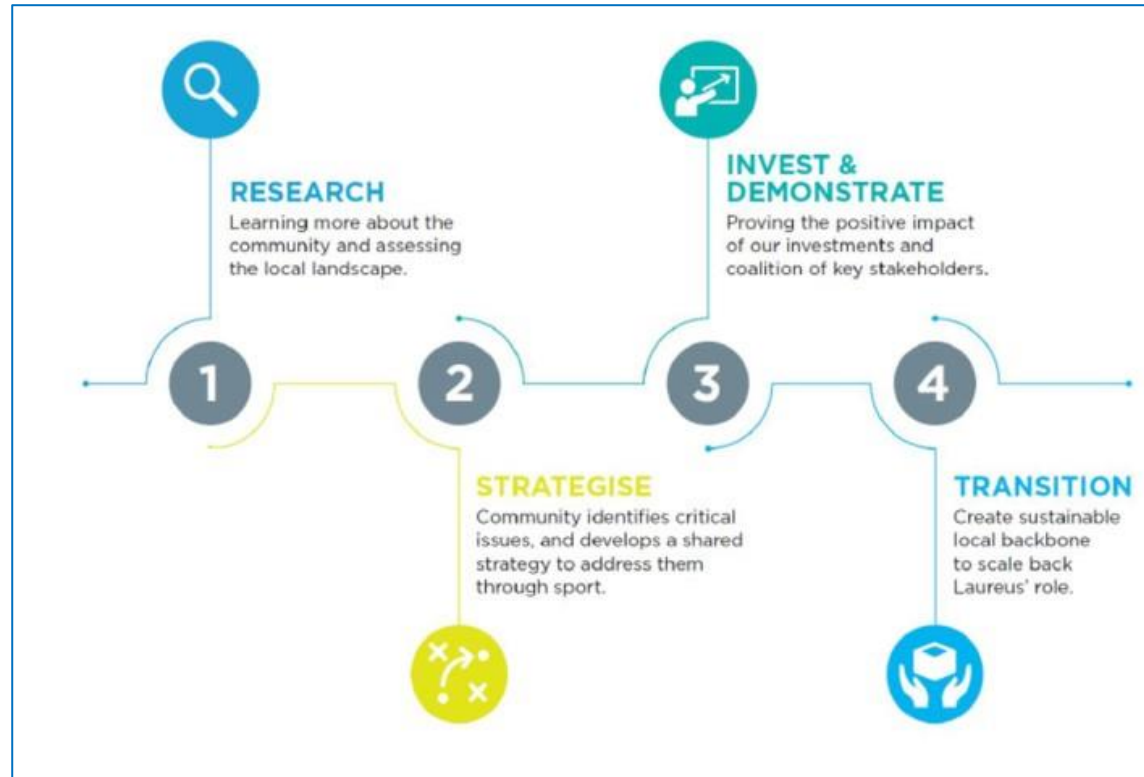 1
RESEARCH
Learning more about the
community and assessing
the local landscape.
2
STRATEGISE
Community identifies critical
issues, and develops a shared
strategy to address them
through sport.
3
INVEST &
DEMONSTRATE
Proving the positive impact
of our investments and
coalition of key stakeholders.
4
TRANSITION
Create sustainable
local backbone
to scale back
Laureus' role.